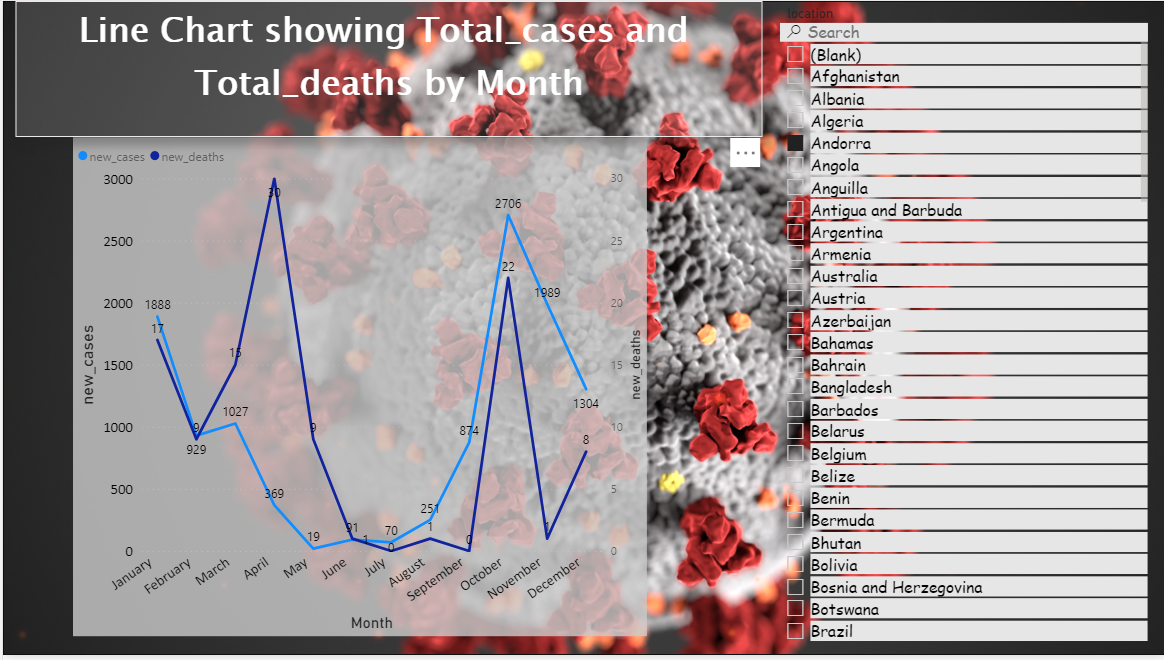 Line Chart showing Total_cases and
Total_deaths by Month
new_cases new_deaths
3000
2500
2000
1500
1000
500
0
new_cases
30
25
20
15
10
5
0
new_deaths
1888
929
1027
369
19
91
70
251
874
2706
1989
1304
17
9
15
30
9
1
0
1
0
22
1
8
January
February
March
April
May
June
July
August
September
October
November
December
Month
location
Search
(Blank)
Afghanistan
Albania
Algeria
Andorra
Angola
Anguilla
Antigua and Barbuda
Argentina
Armenia
Australia
Austria
Azerbaijan
Bahamas
Bahrain
Bangladesh
Barbados
Belarus
Belgium
Belize
Benin
Bermuda
Bhutan
Bolivia
Bosnia and Herzegovina
Botswana
Brazil